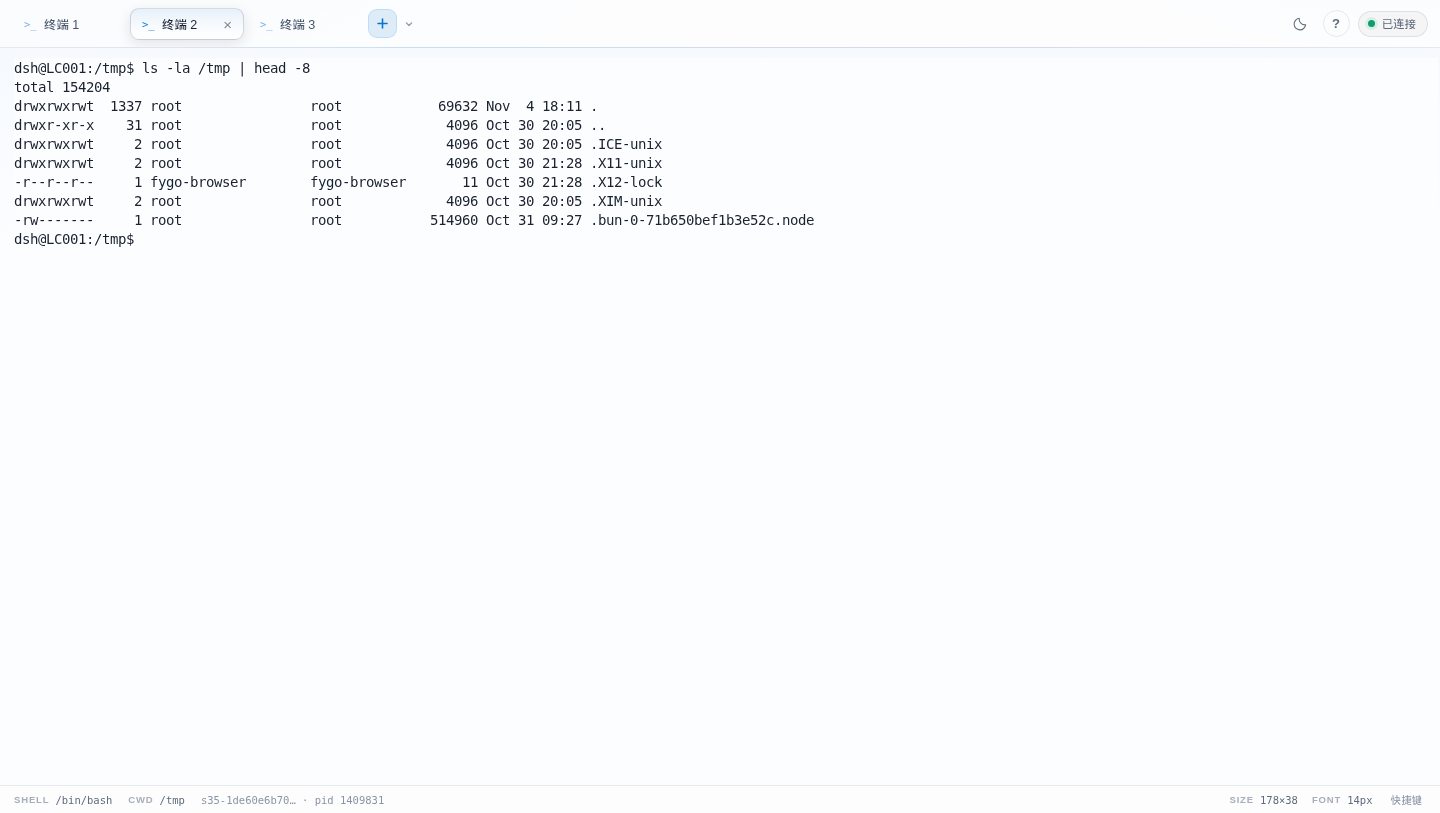 >_ 终端 1 >_ 终端 2 × >_ 终端 3 + ? 已连接
dsh@LC001:/tmp$ ls -la /tmp | head -8
total 154204
drwxrwxrwt  1337 root                root            69632 Nov  4 18:11 .
drwxr-xr-x    31 root                root             4096 Oct 30 20:05 ..
drwxrwxrwt     2 root                root             4096 Oct 30 20:05 .ICE-unix
drwxrwxrwt     2 root                root             4096 Oct 30 21:28 .X11-unix
-r--r--r--     1 fygo-browser        fygo-browser       11 Oct 30 21:28 .X12-lock
drwxrwxrwt     2 root                root             4096 Oct 30 20:05 .XIM-unix
-rw-------     1 root                root           514960 Oct 31 09:27 .bun-0-71b650bef1b3e52c.node
dsh@LC001:/tmp$
SHELL /bin/bash CWD /tmp s35-1de60e6b70… · pid 1409831 SIZE 178×38 FONT 14px 快捷键